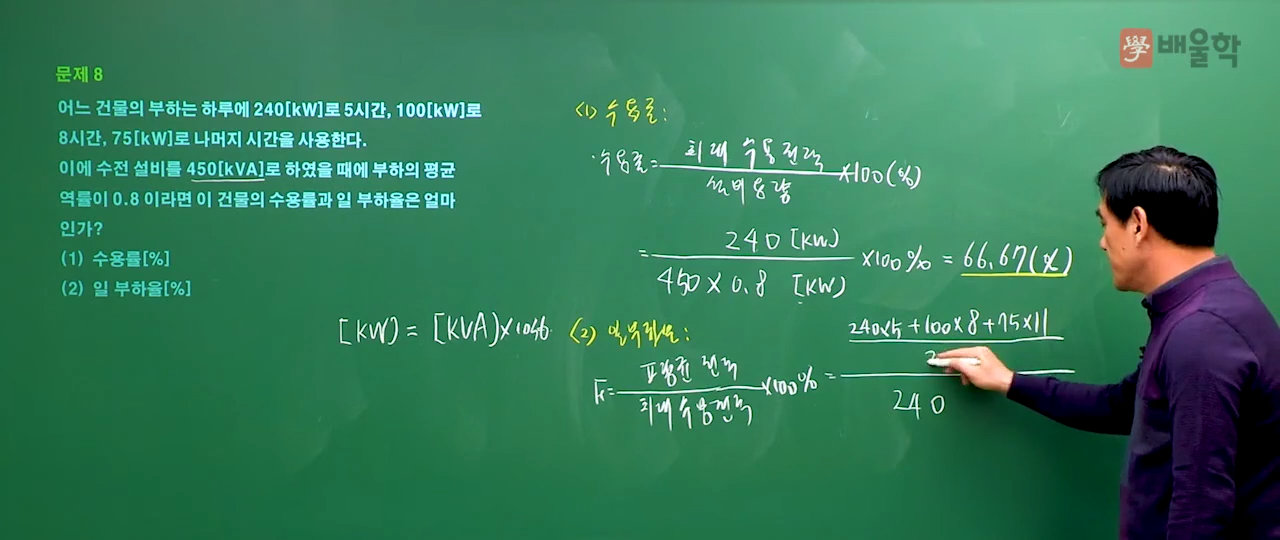 學 배울학
문제 8
어느 건물의 부하는 하루에 240[kW]로 5시간, 100[kW]로
8시간, 75[kW]로 나머지 시간을 사용한다.
이에 수전 설비를 450[kVA]로 하였을 때에 부하의 평균
역률이 0.8 이라면 이 건물의 수용률과 일 부하율은 얼마
인가?
(1) 수용률[%]
(2) 일 부하율[%]
[KW) = [KVA)×cosθ
<1> 수용률:
수용률= 최대 수용전력 / 설비용량 ×100(%)
= 240 [KW) / 450×0.8 [KW) ×100% = 66.67(%)
<2> 일부하율:
Fr= 평균 전력 / 최대수용전력 ×100% = 240×5+100×8+75×11 / 2 / 240